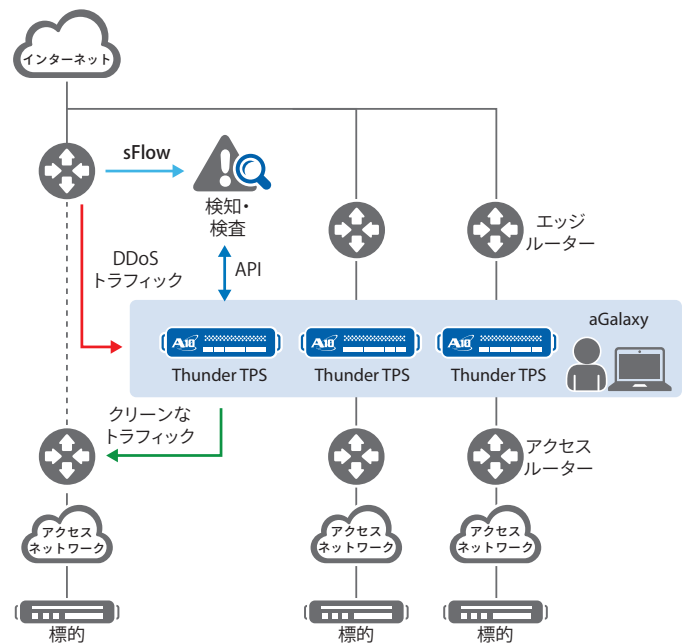 インターネット
sFlow
検知・
検査
エッジ
ルーター
DDoS
トラフィック
API
aGalaxy
A10
A10
A10
Thunder TPS
Thunder TPS
Thunder TPS
クリーンな
トラフィック
アクセス
ルーター
アクセス
ネットワーク
アクセス
ネットワーク
アクセス
ネットワーク
標的
標的
標的